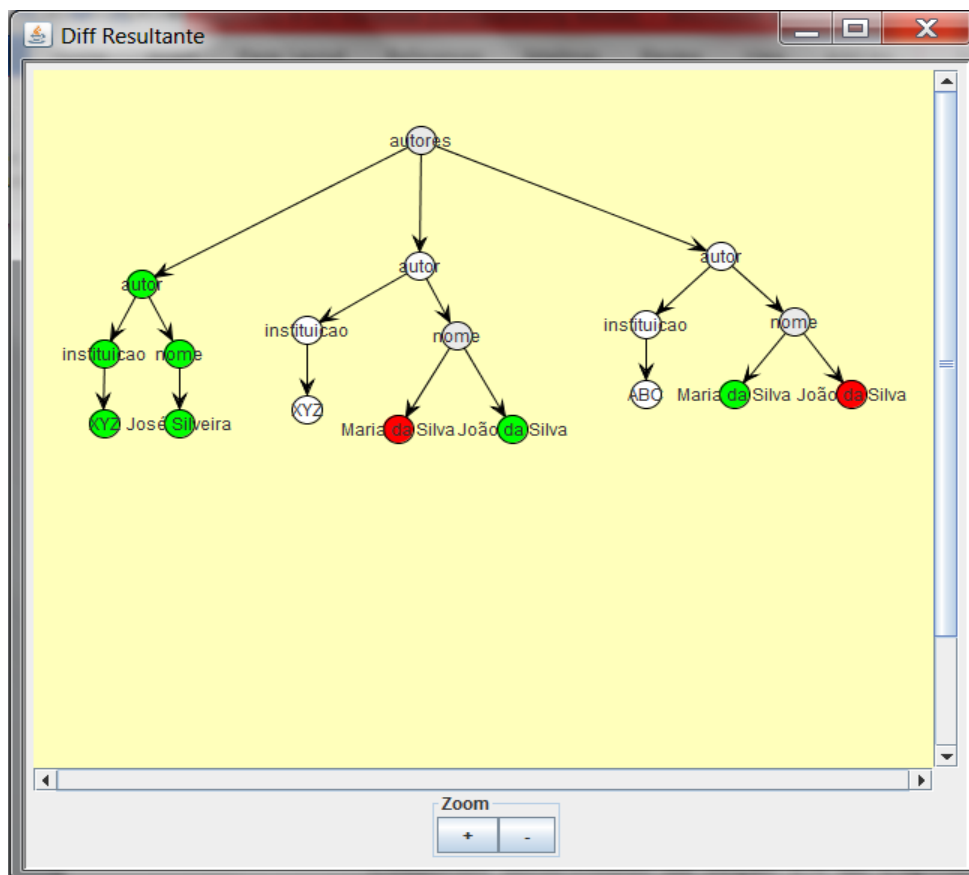 Diff Resultante
autores
autor
autor
autor
instituicao
nome
instituicao
nome
instituicao
nome
XYZ
José Silveira
XYZ
Maria da Silva
João da Silva
ABC
Maria da Silva
João da Silva
Zoom
+
-